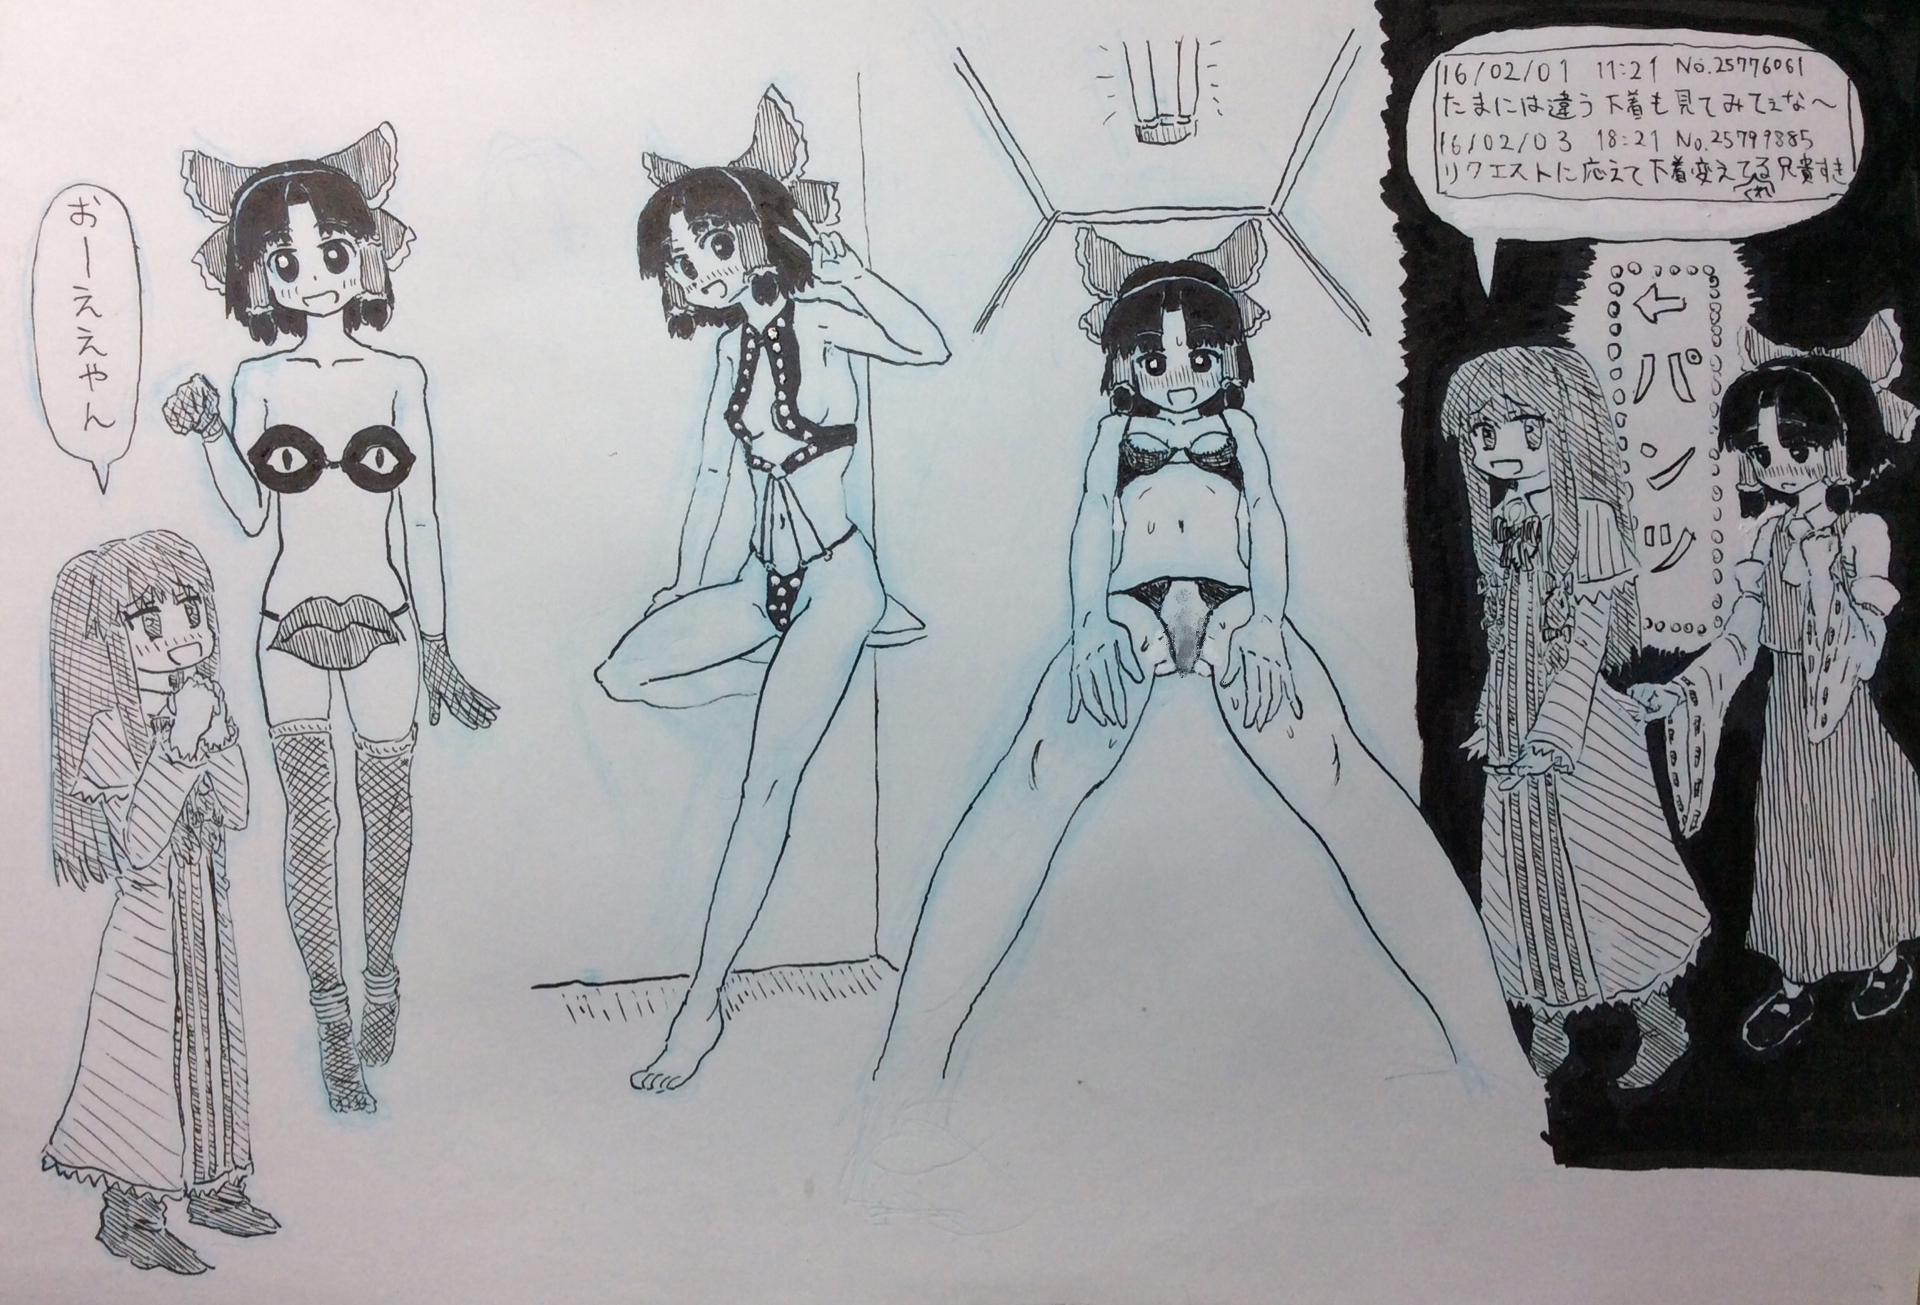 16/02/01 11:21 No.25776061
たまには違う下着も見てみてぇな～
16/02/03 18:21 No.25799885
リクエストに応えて下着変えてくれる兄貴すき
←パンツ
おーええやん